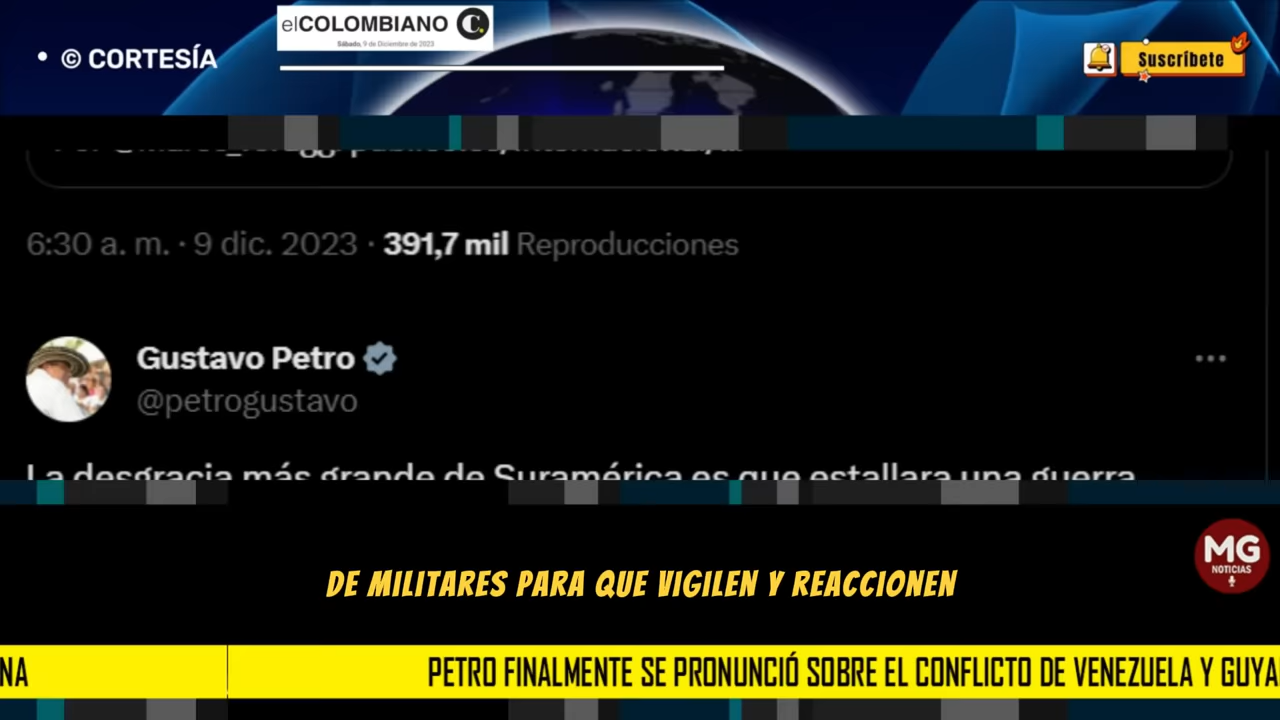 elCOLOMBIANO C.
Sábado, 9 de Diciembre de 2023
• © CORTESÍA
Suscríbete
6:30 a. m. · 9 dic. 2023 · 391,7 mil Reproducciones
Gustavo Petro
@petrogustavo
La desgracia más grande de Suramérica es que estallara una guerra
MG
NOTICIAS
DE MILITARES PARA QUE VIGILEN Y REACCIONEN
NA PETRO FINALMENTE SE PRONUNCIÓ SOBRE EL CONFLICTO DE VENEZUELA Y GUYA